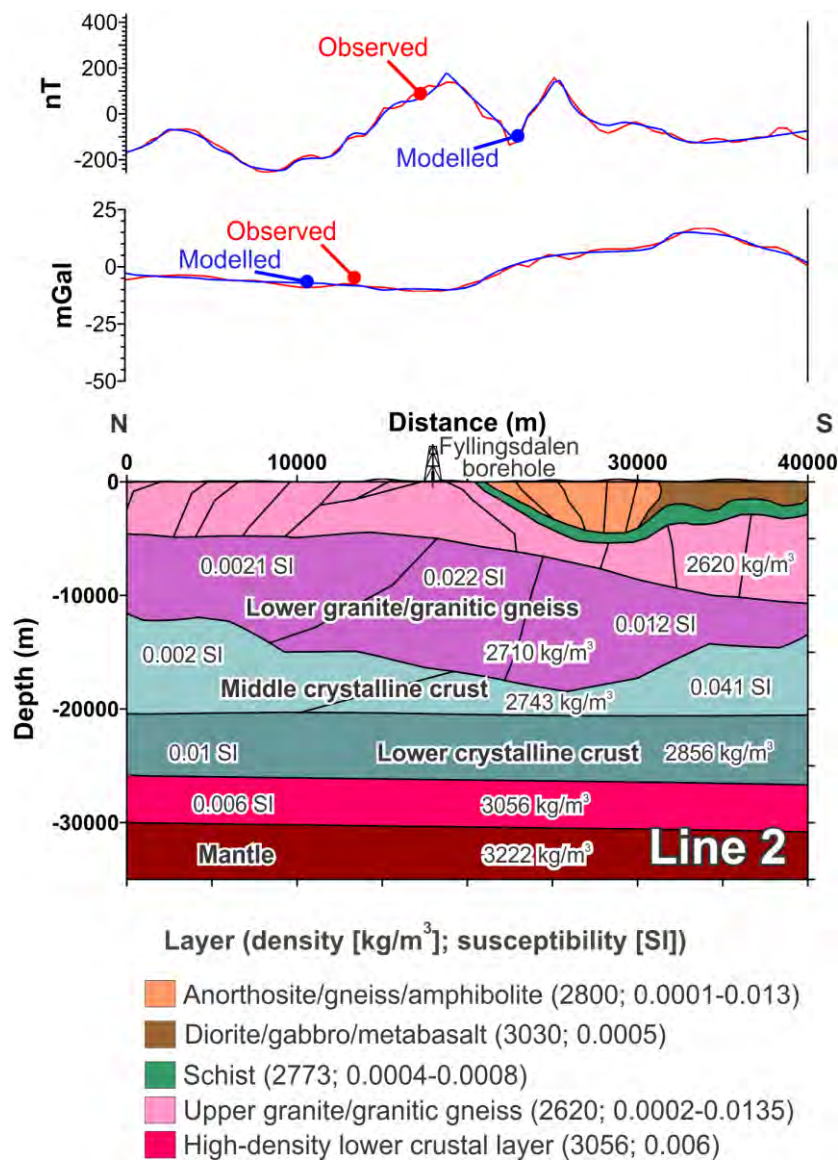 400
200
0
-200
nT
Observed
Modelled
25
0
-25
-50
mGal
Observed
Modelled
N
Distance (m)
S
Fyllingsdalen
borehole
0
10000
30000
40000
0
-10000
-20000
-30000
Depth (m)
0.0021 SI
0.022 SI
2620 kg/m³
Lower granite/granitic gneiss
0.012 SI
0.002 SI
2710 kg/m³
Middle crystalline crust
2743 kg/m³
0.041 SI
0.01 SI
Lower crystalline crust
2856 kg/m³
0.006 SI
3056 kg/m³
Mantle
3222 kg/m³
Line 2
Layer (density [kg/m³]; susceptibility [SI])
Anorthosite/gneiss/amphibolite (2800; 0.0001-0.013)
Diorite/gabbro/metabasalt (3030; 0.0005)
Schist (2773; 0.0004-0.0008)
Upper granite/granitic gneiss (2620; 0.0002-0.0135)
High-density lower crustal layer (3056; 0.006)